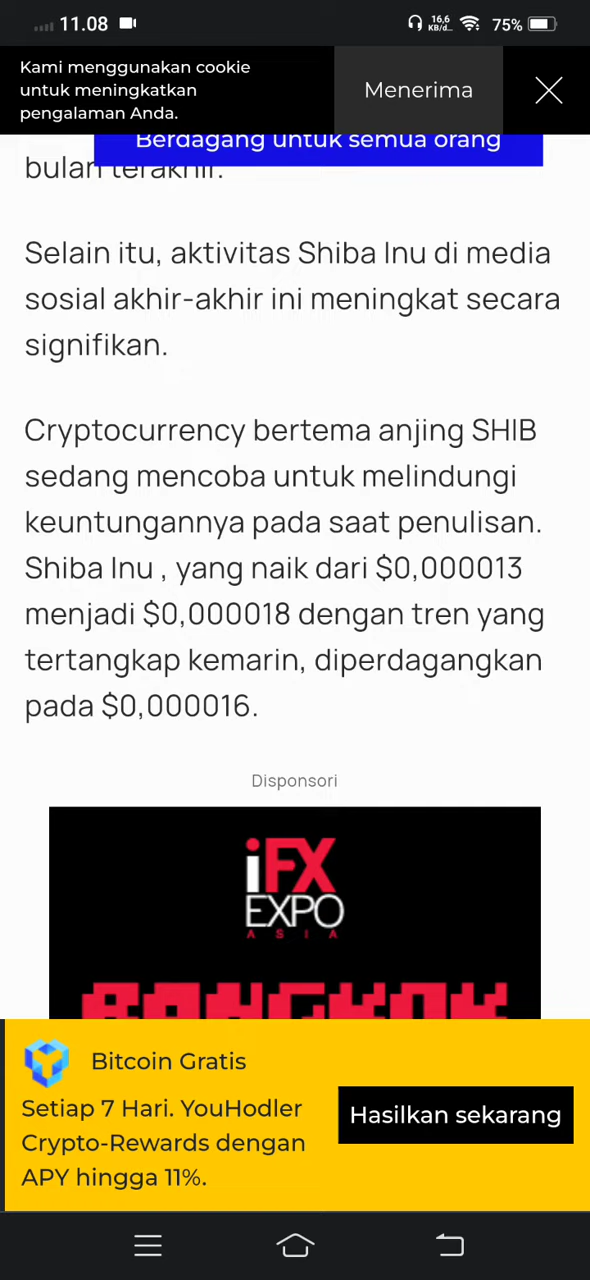 11.08
16,6
KB/d...
75%
Kami menggunakan cookie
untuk meningkatkan
pengalaman Anda.
Menerima
Berdagang untuk semua orang
bulan terakhir.
Selain itu, aktivitas Shiba Inu di media
sosial akhir-akhir ini meningkat secara
signifikan.
Cryptocurrency bertema anjing SHIB
sedang mencoba untuk melindungi
keuntungannya pada saat penulisan.
Shiba Inu , yang naik dari $0,000013
menjadi $0,000018 dengan tren yang
tertangkap kemarin, diperdagangkan
pada $0,000016.
Disponsori
iFX
EXPO
ASIA
BANGKOK
Bitcoin Gratis
Setiap 7 Hari. YouHodler
Crypto-Rewards dengan
APY hingga 11%.
Hasilkan sekarang